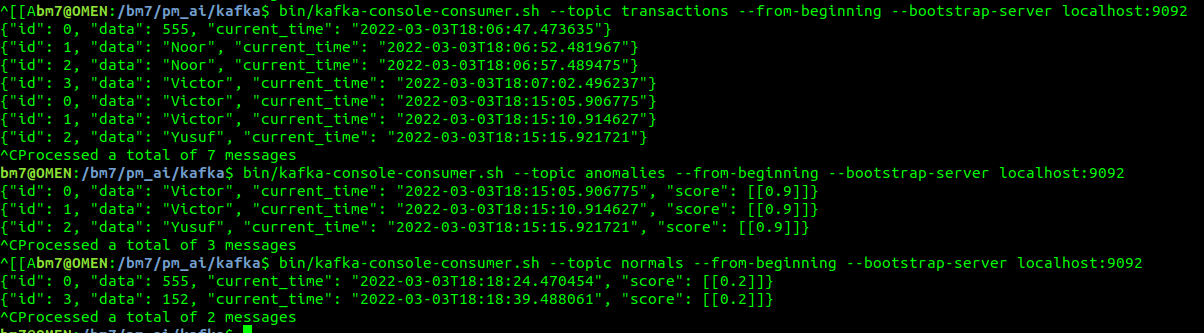 ^[[Abm7@OMEN:/bm7/pm_ai/kafka$ bin/kafka-console-consumer.sh --topic transactions --from-beginning --bootstrap-server localhost:9092
{"id": 0, "data": 555, "current_time": "2022-03-03T18:06:47.473635"}
{"id": 1, "data": "Noor", "current_time": "2022-03-03T18:06:52.481967"}
{"id": 2, "data": "Noor", "current_time": "2022-03-03T18:06:57.489475"}
{"id": 3, "data": "Victor", "current_time": "2022-03-03T18:07:02.496237"}
{"id": 0, "data": "Victor", "current_time": "2022-03-03T18:15:05.906775"}
{"id": 1, "data": "Victor", "current_time": "2022-03-03T18:15:10.914627"}
{"id": 2, "data": "Yusuf", "current_time": "2022-03-03T18:15:15.921721"}
^CProcessed a total of 7 messages
bm7@OMEN:/bm7/pm_ai/kafka$ bin/kafka-console-consumer.sh --topic anomalies --from-beginning --bootstrap-server localhost:9092
{"id": 0, "data": "Victor", "current_time": "2022-03-03T18:15:05.906775", "score": [[0.9]]}
{"id": 1, "data": "Victor", "current_time": "2022-03-03T18:15:10.914627", "score": [[0.9]]}
{"id": 2, "data": "Yusuf", "current_time": "2022-03-03T18:15:15.921721", "score": [[0.9]]}
^CProcessed a total of 3 messages
^[[Abm7@OMEN:/bm7/pm_ai/kafka$ bin/kafka-console-consumer.sh --topic normals --from-beginning --bootstrap-server localhost:9092
{"id": 0, "data": 555, "current_time": "2022-03-03T18:18:24.470454", "score": [[0.2]]}
{"id": 3, "data": 152, "current_time": "2022-03-03T18:18:39.488061", "score": [[0.2]]}
^CProcessed a total of 2 messages
bm7@OMEN:/bm7/pm_ai/kafka$